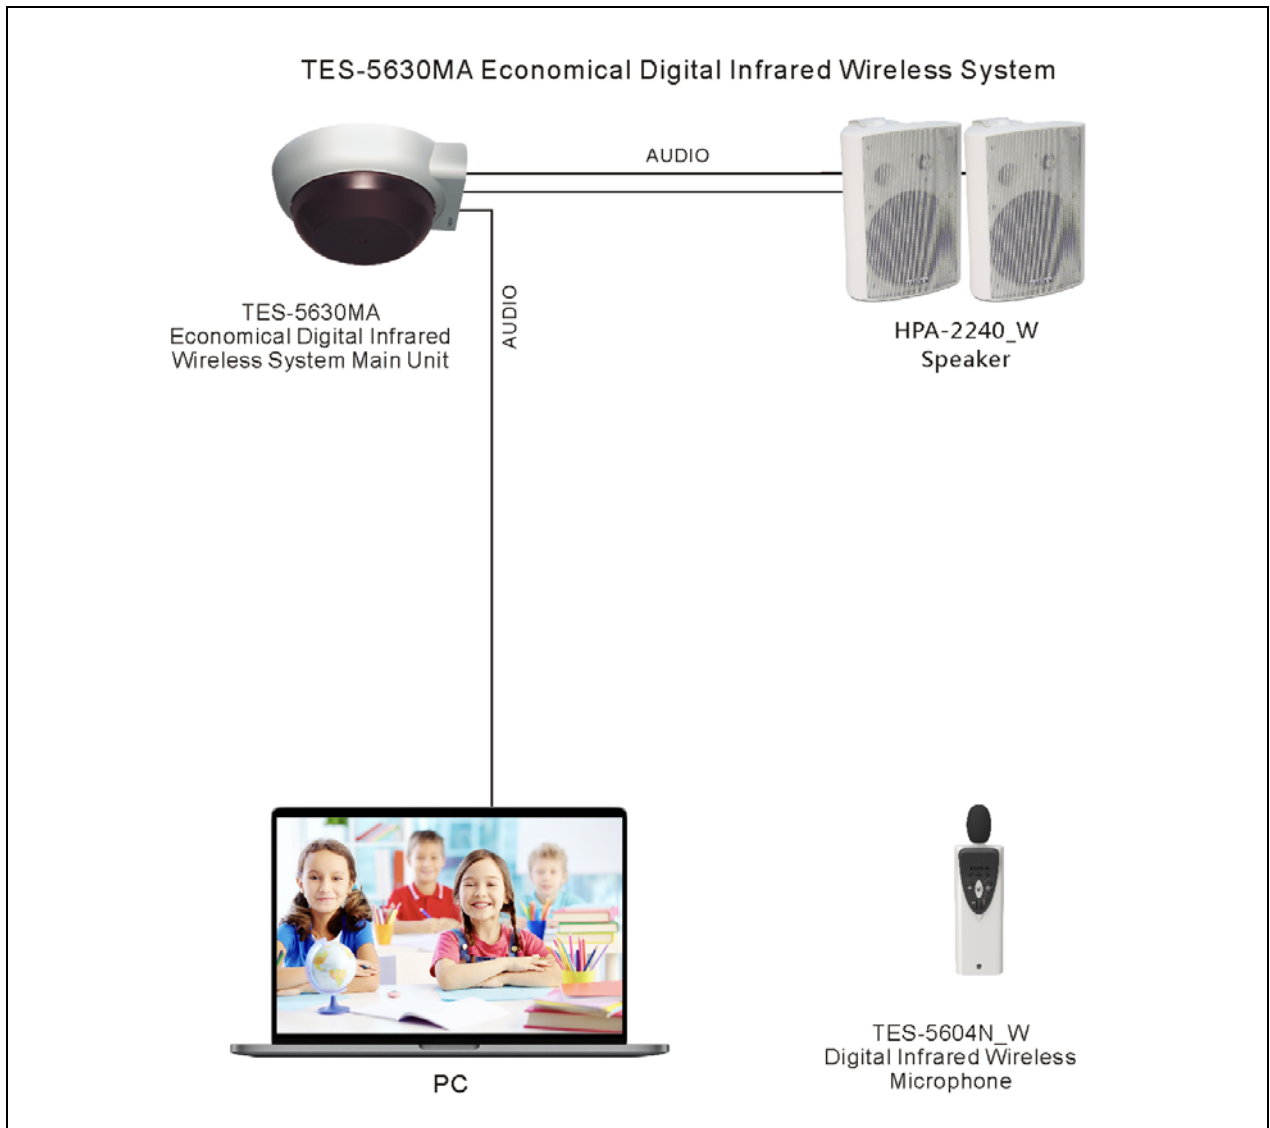 TES-5630MA Economical Digital Infrared Wireless System
AUDIO
AUDIO
TES-5630MA
Economical Digital Infrared
Wireless System Main Unit
HPA-2240_W
Speaker
PC
TES-5604N_W
Digital Infrared Wireless
Microphone